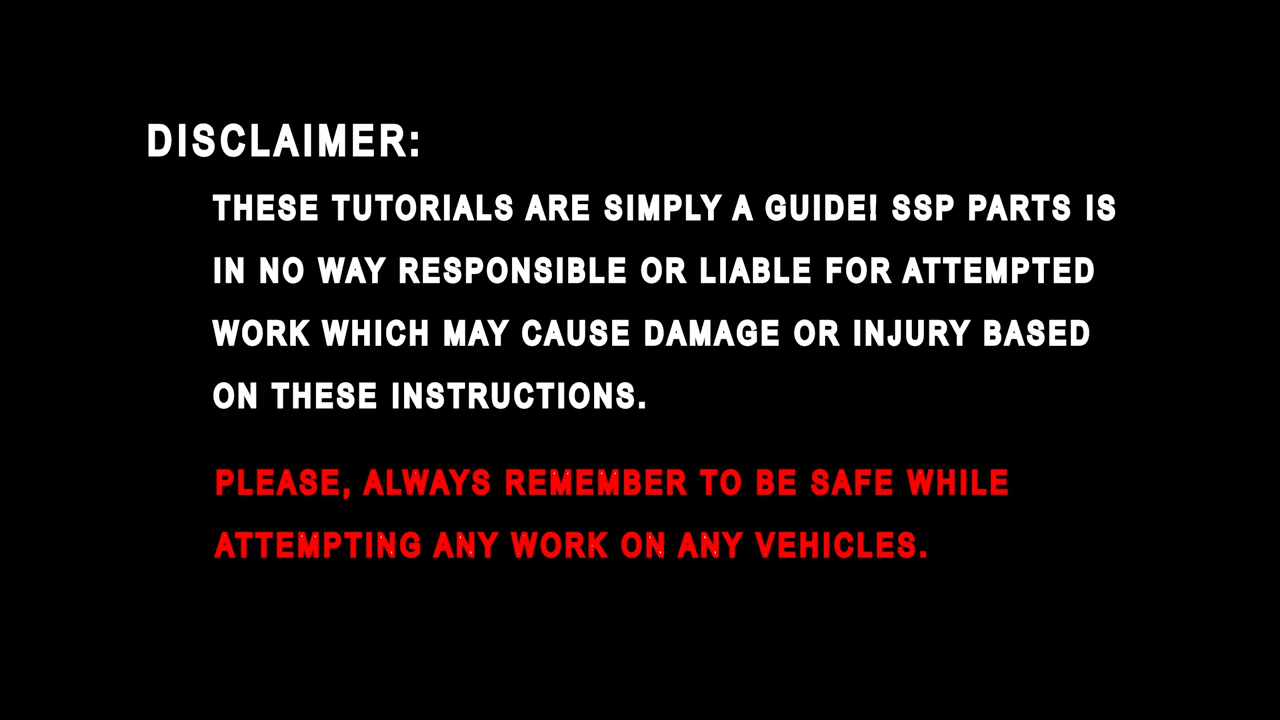 DISCLAIMER:
THESE TUTORIALS ARE SIMPLY A GUIDE! SSP PARTS IS
IN NO WAY RESPONSIBLE OR LIABLE FOR ATTEMPTED
WORK WHICH MAY CAUSE DAMAGE OR INJURY BASED
ON THESE INSTRUCTIONS.
PLEASE, ALWAYS REMEMBER TO BE SAFE WHILE
ATTEMPTING ANY WORK ON ANY VEHICLES.